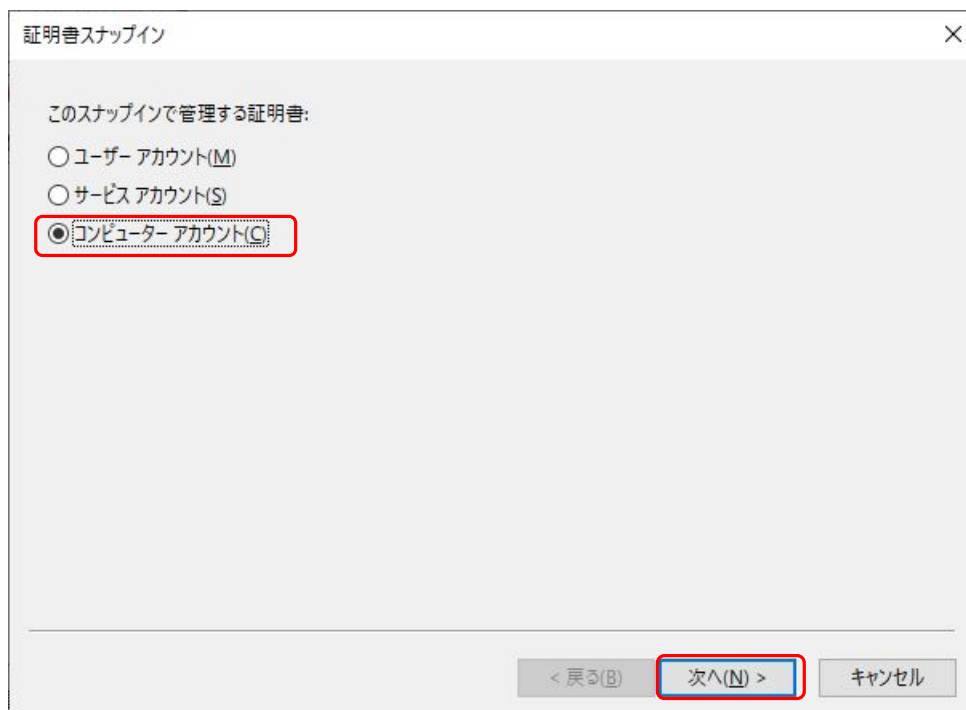 証明書スナップイン
このスナップインで管理する証明書:
ユーザー アカウント(M)
サービス アカウント(S)
コンピューター アカウント(C)
< 戻る(B) 次へ(N) > キャンセル